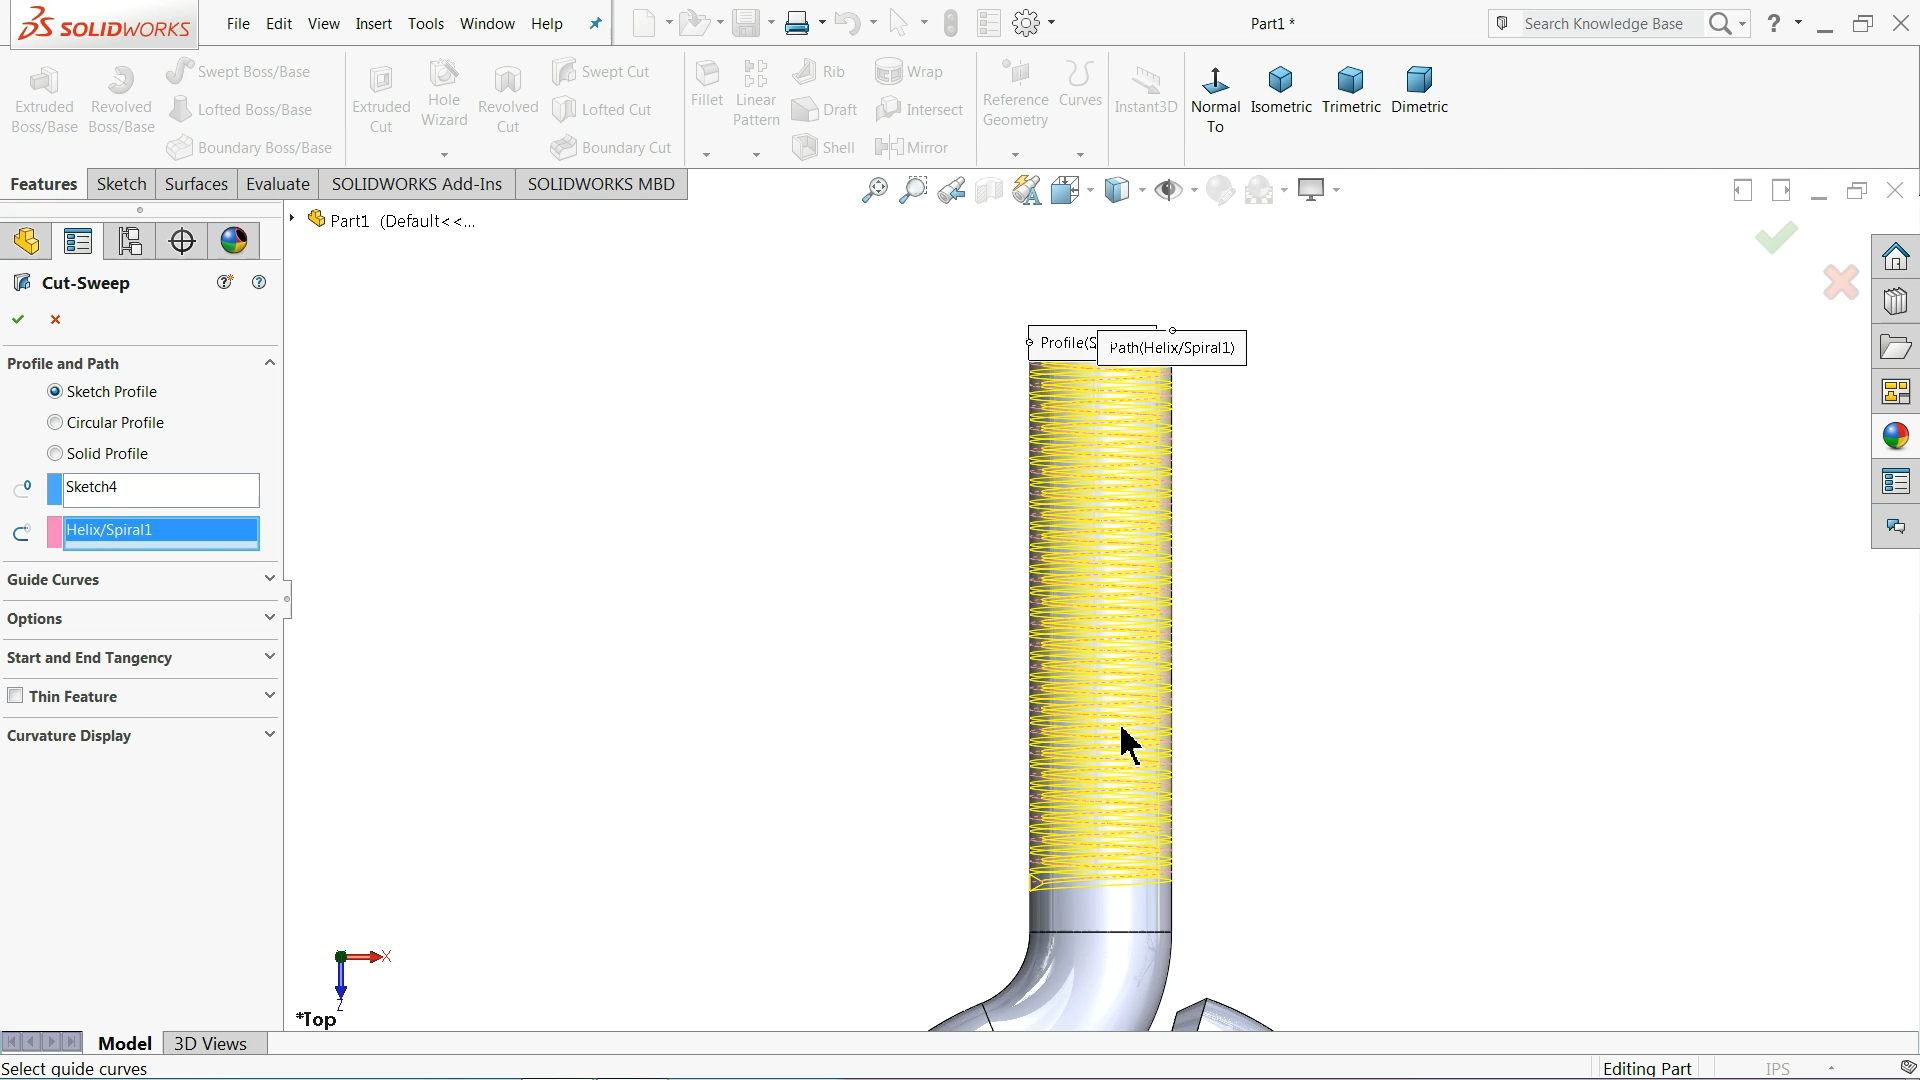 SOLIDWORKS
File Edit View Insert Tools Window Help
Part1 *
Search Knowledge Base
Extruded Boss/Base
Revolved Boss/Base
Swept Boss/Base
Lofted Boss/Base
Boundary Boss/Base
Extruded Cut
Hole Wizard
Revolved Cut
Swept Cut
Lofted Cut
Boundary Cut
Fillet
Linear Pattern
Rib
Draft
Shell
Wrap
Intersect
Mirror
Reference Geometry
Curves
Instant3D
Normal To
Isometric
Trimetric
Dimetric
Features Sketch Surfaces Evaluate SOLIDWORKS Add-Ins SOLIDWORKS MBD
Part1 (Default<<...
Cut-Sweep
Profile and Path
Sketch Profile
Circular Profile
Solid Profile
Sketch4
Helix/Spiral1
Guide Curves
Options
Start and End Tangency
Thin Feature
Curvature Display
Profile(S
Path(Helix/Spiral1)
X
Z
*Top
Model 3D Views
Select guide curves
Editing Part
IPS